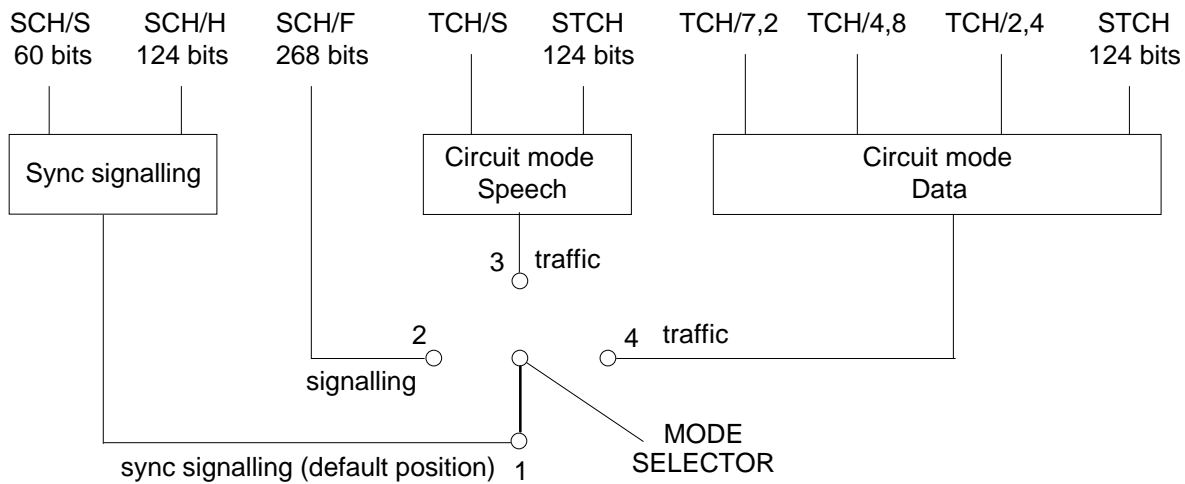 SCH/S SCH/H SCH/F TCH/S STCH TCH/7,2 TCH/4,8 TCH/2,4 STCH
60 bits 124 bits 268 bits 124 bits 124 bits
Sync signalling
Circuit mode
Speech
Circuit mode
Data
3 traffic
2
4 traffic
signalling
MODE
SELECTOR
sync signalling (default position) 1